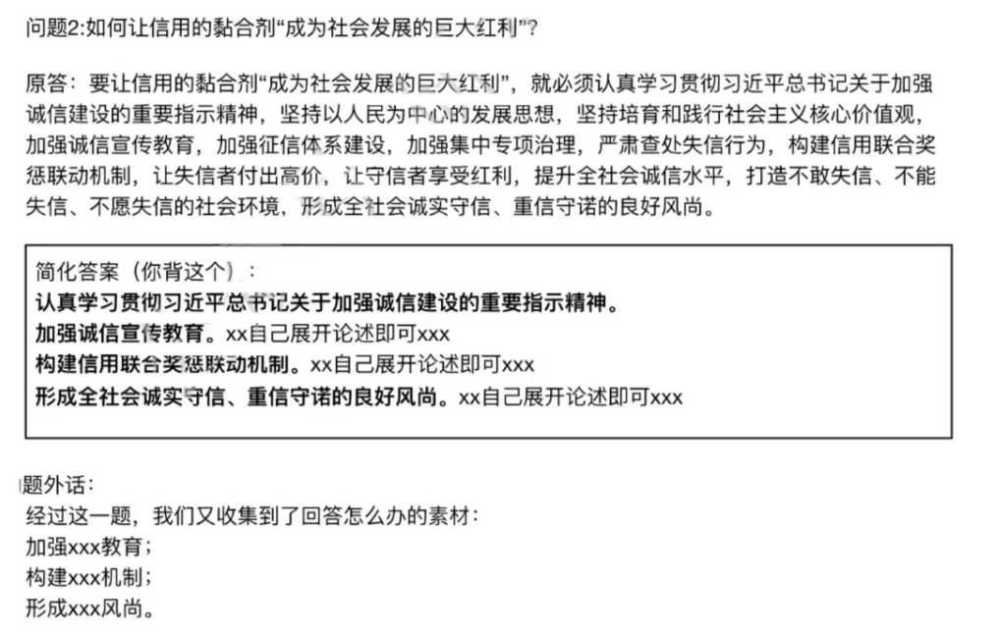 问题2:如何让信用的黏合剂“成为社会发展的巨大红利”?
原答：要让信用的黏合剂“成为社会发展的巨大红利”，就必须认真学习贯彻习近平总书记关于加强
诚信建设的重要指示精神，坚持以人民为中心的发展思想，坚持培育和践行社会主义核心价值观，
加强诚信宣传教育，加强征信体系建设，加强集中专项治理，严肃查处失信行为，构建信用联合奖
惩联动机制，让失信者付出高价，让守信者享受红利，提升全社会诚信水平，打造不敢失信、不能
失信、不愿失信的社会环境，形成全社会诚实守信、重信守诺的良好风尚。
简化答案（你背这个）：
认真学习贯彻习近平总书记关于加强诚信建设的重要指示精神。
加强诚信宣传教育。xx自己展开论述即可xxx
构建信用联合奖惩联动机制。xx自己展开论述即可xxx
形成全社会诚实守信、重信守诺的良好风尚。xx自己展开论述即可xxx
题外话：
经过这一题，我们又收集到了回答怎么办的素材：
加强xxx教育；
构建xxx机制；
形成xxx风尚。